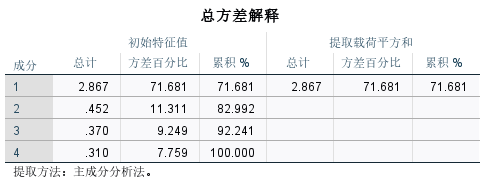 总方差解释
初始特征值 提取载荷平方和
成分 总计 方差百分比 累积 % 总计 方差百分比 累积 %
1 2.867 71.681 71.681 2.867 71.681 71.681
2 .452 11.311 82.992
3 .370 9.249 92.241
4 .310 7.759 100.000
提取方法：主成分分析法。